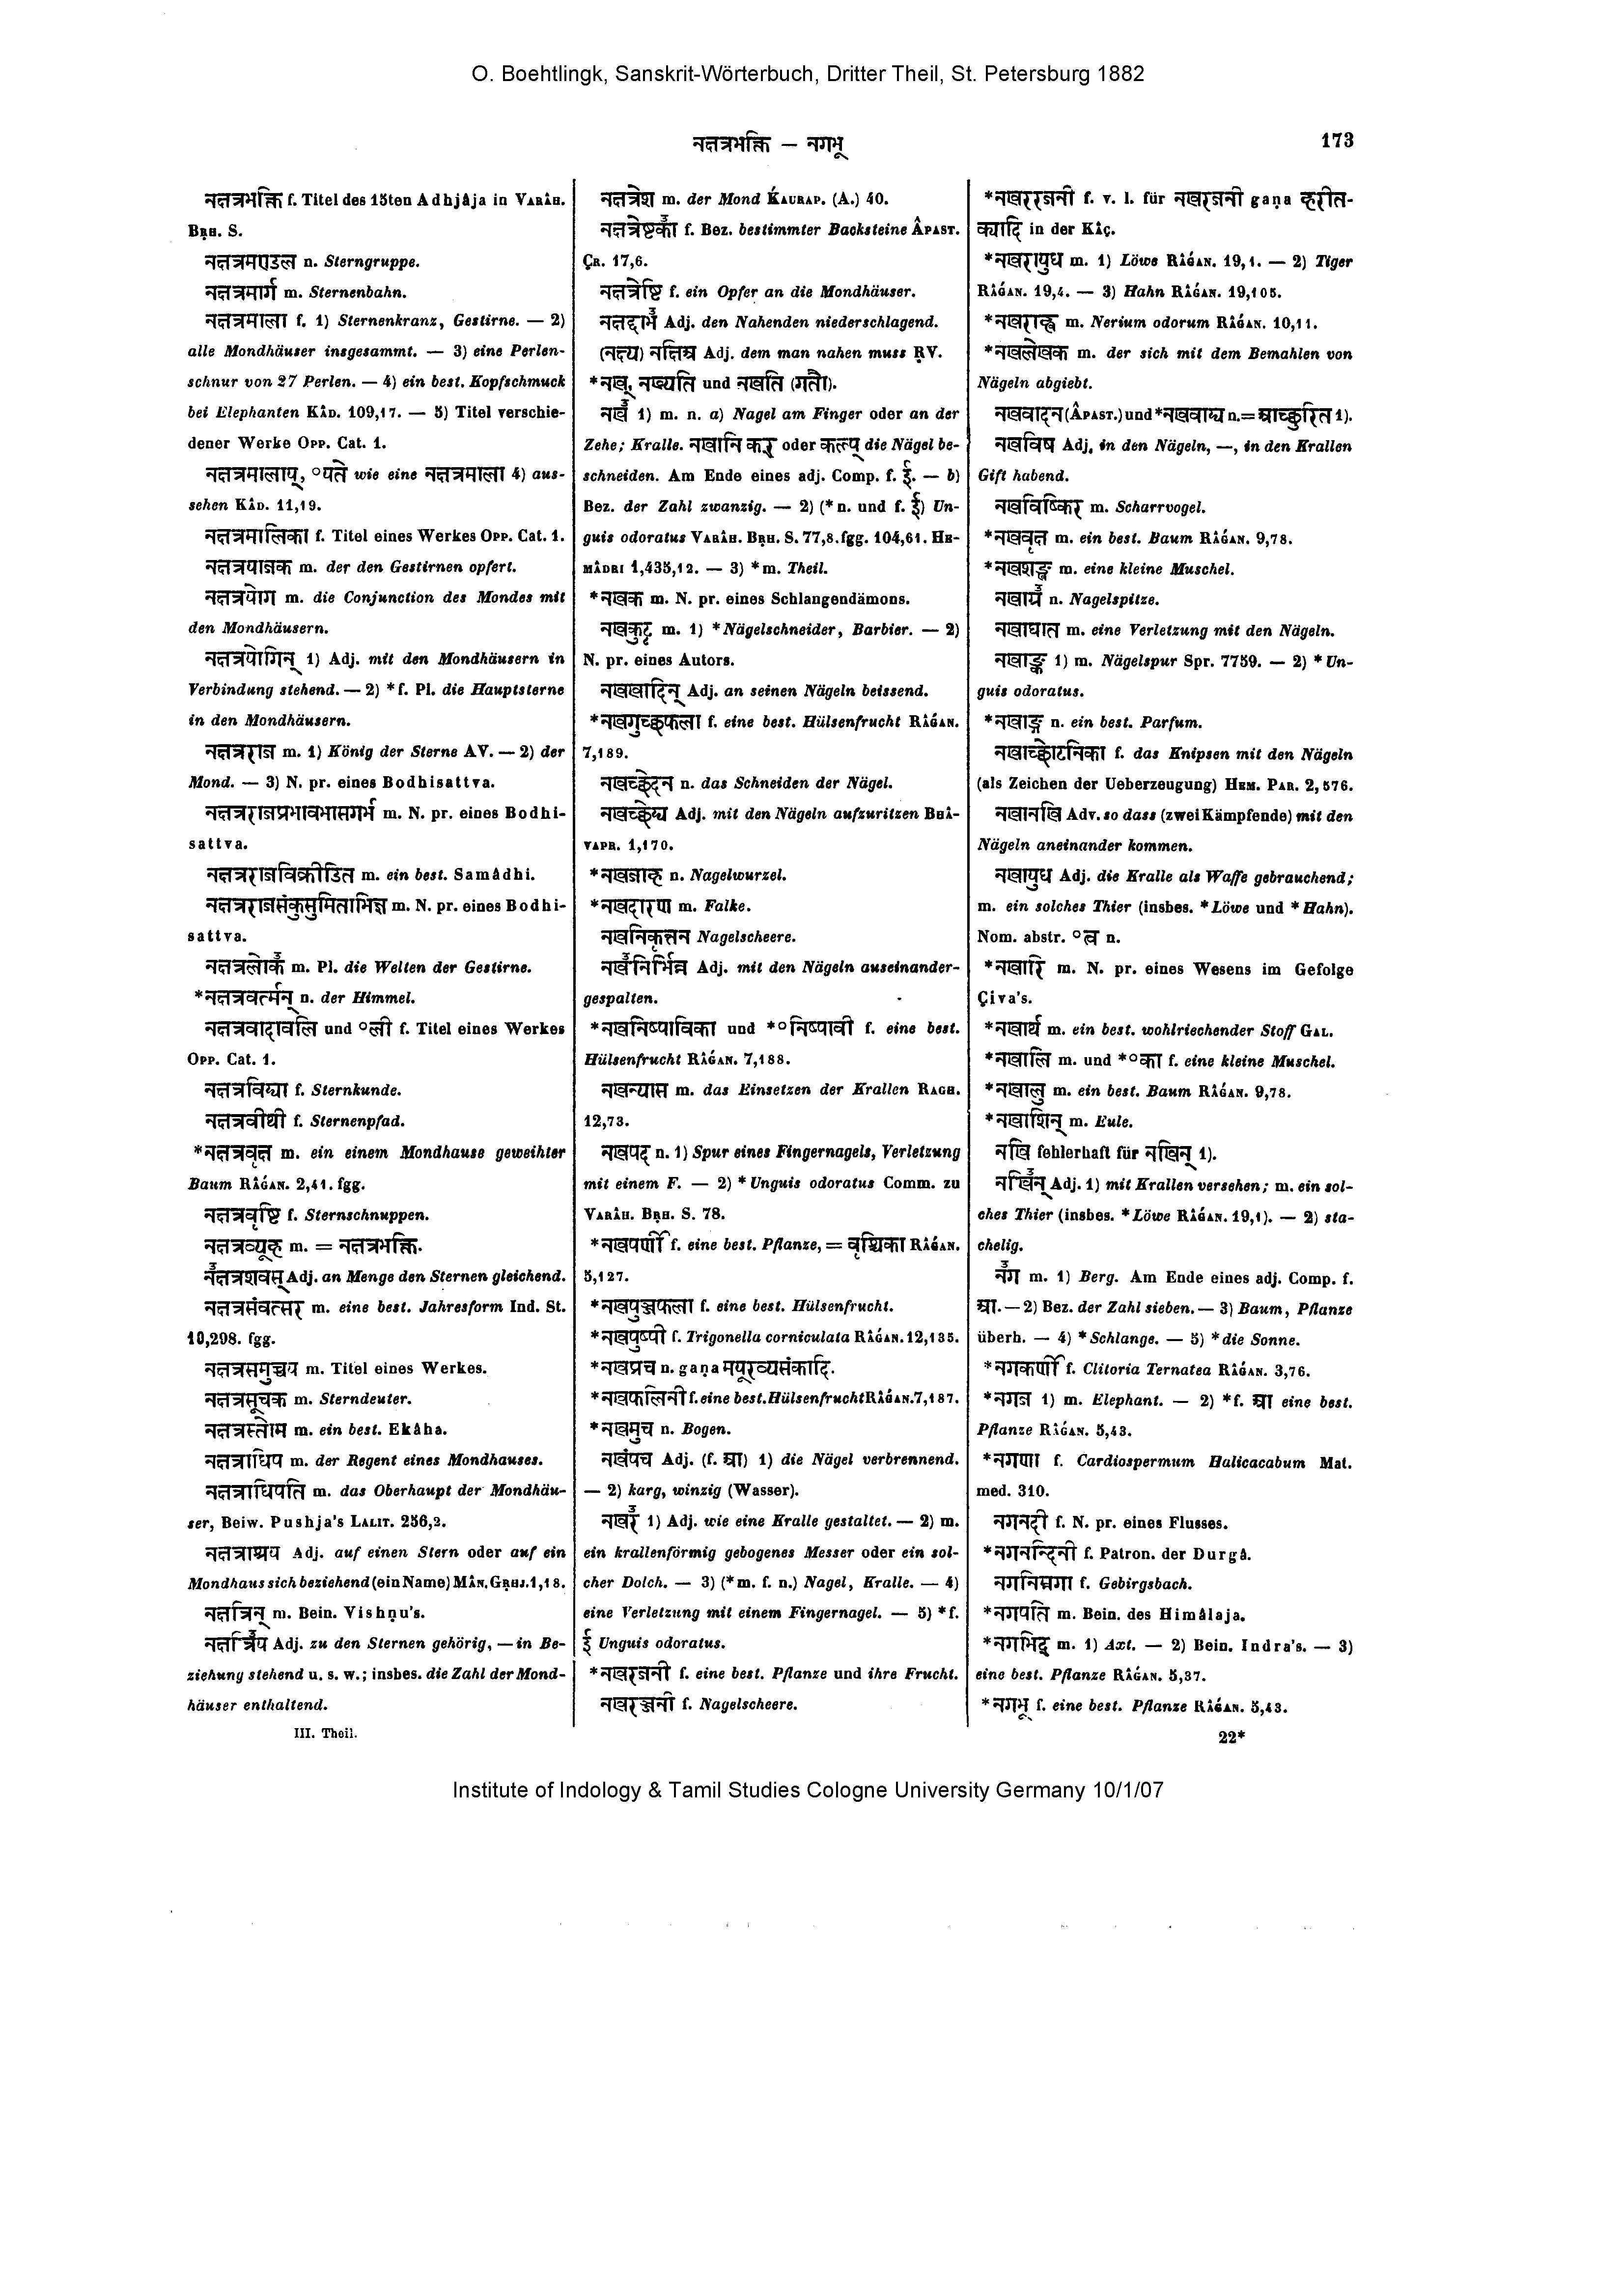 O. Boehtlingk, Sanskrit-Wörterbuch, Dritter Theil, St. Petersburg 1882
नक्षत्रभक्ति — नगभू
173
नक्षत्रभक्ति f. Titel des 15ten Adhjâja in VARÂH.
BṚH. S.
नक्षत्रमण्डल n. Sterngruppe.
नक्षत्रमार्ग m. Sternenbahn.
नक्षत्रमाला f. 1) Sternenkranz, Gestirne. — 2)
alle Mondhäuser insgesammt. — 3) eine Perlen-
schnur von 27 Perlen. — 4) ein best. Kopfschmuck
bei Elephanten KÂD. 109,17. — 5) Titel verschie-
dener Werke OPP. Cat. 1.
नक्षत्रमालाय्, °यते wie eine नक्षत्रमाला 4) aus-
sehen KÂD. 11,19.
नक्षत्रमालिका f. Titel eines Werkes OPP. Cat. 1.
नक्षत्रयाजक m. der den Gestirnen opfert.
नक्षत्रयोग m. die Conjunction des Mondes mit
den Mondhäusern.
नक्षत्रयोगिन् 1) Adj. mit den Mondhäusern in
Verbindung stehend. — 2) *f. Pl. die Hauptsterne
in den Mondhäusern.
नक्षत्रराज m. 1) König der Sterne AV. — 2) der
Mond. — 3) N. pr. eines Bodhisattva.
नक्षत्रराजप्रभावभासगर्भ m. N. pr. eines Bodhi-
sattva.
नक्षत्रराजविक्रीडित m. ein best. Samâdhi.
नक्षत्रराजसंकुसुमिताभिज्ञ m. N. pr. eines Bodhi-
sattva.
नक्षत्रलोकँ m. Pl. die Welten der Gestirne.
*नक्षत्रवर्त्मन् n. der Himmel.
नक्षत्रवादावलि und °ली f. Titel eines Werkes
OPP. Cat. 1.
नक्षत्रविद्या f. Sternkunde.
नक्षत्रवीथी f. Sternenpfad.
*नक्षत्रवृक्ष m. ein einem Mondhause geweihter
Baum RÂǴAN. 2,41. fgg.
नक्षत्रवृष्टि f. Sternschnuppen.
नक्षत्रव्यूह m. = नक्षत्रभक्ति.
नँक्षत्रशवस् Adj. an Menge den Sternen gleichend.
नक्षत्रसंवत्सर m. eine best. Jahresform Ind. St.
10,298. fgg.
नक्षत्रसमुच्चय m. Titel eines Werkes.
नक्षत्रसूचक m. Sterndeuter.
नक्षत्रस्तोम m. ein best. Ekâha.
नक्षत्राधिप m. der Regent eines Mondhauses.
नक्षत्राधिपति m. das Oberhaupt der Mondhäu-
ser, Beiw. Pushja's LALIT. 256,2.
नक्षत्राश्रय Adj. auf einen Stern oder auf ein
Mondhaus sich beziehend (ein Name) MÂN. GṚHJ. 1,18.
नक्षत्रिन् m. Bein. Vishṇu's.
नक्षत्रिँय Adj. zu den Sternen gehörig, — in Be-
ziehung stehend u. s. w.; insbes. die Zahl der Mond-
häuser enthaltend.
III. Theil.
नक्षत्रेश m. der Mond ḰAURAP. (A.) 40.
नक्षत्रेष्टकाँ f. Bez. bestimmter Backsteine ÂPAST.
ÇR. 17,6.
नक्षत्रेष्टि f. ein Opfer an die Mondhäuser.
नक्षद्दाभँ Adj. den Nahenden niederschlagend.
(नक्ष्य) नक्षिअ Adj. dem man nahen muss ṚV.
*नख्, नख्यति und नखति (गतौ).
नखँ 1) m. n. a) Nagel am Finger oder an der
Zehe; Kralle. नखानि कर् oder कल्प् die Nägel be-
schneiden. Am Ende eines adj. Comp. f. ई. — b)
Bez. der Zahl zwanzig. — 2) (*n. und f. ई) Un-
guis odoratus VARÂH. BṚH. S. 77,8. fgg. 104,61. HE-
MÂDRI 1,435,12. — 3) *m. Theil.
*नखक m. N. pr. eines Schlangendämons.
नखकुट्ट m. 1) *Nägelschneider, Barbier. — 2)
N. pr. eines Autors.
नखखादिन् Adj. an seinen Nägeln beissend.
*नखगुच्छफला f. eine best. Hülsenfrucht RÂǴAN.
7,189.
नखच्छेदन n. das Schneiden der Nägel.
नखच्छेद्य Adj. mit den Nägeln aufzuritzen BHÂ-
VAPR. 1,170.
*नखजाह n. Nagelwurzel.
*नखदारण m. Falke.
नखनिकृन्तन Nagelscheere.
नखँनिर्भिन्न Adj. mit den Nägeln auseinander-
gespalten.
*नखनिष्पाविका und *°निष्पावी f. eine best.
Hülsenfrucht RÂǴAN. 7,188.
नखन्यास m. das Einsetzen der Krallen RAGH.
12,73.
नखपद n. 1) Spur eines Fingernagels, Verletzung
mit einem F. — 2) *Unguis odoratus Comm. zu
VARÂH. BṚH. S. 78.
*नखपर्णी f. eine best. Pflanze, = वृश्चिका RÂǴAN.
5,127.
*नखपुञ्जफला f. eine best. Hülsenfrucht.
*नखपुष्पी f. Trigonella corniculata RÂǴAN. 12,135.
*नखप्रच n. gaṇa मयूरव्यंसकादि.
*नखफलिनी f. eine best. Hülsenfrucht RÂǴAN. 7,187.
*नखमुच n. Bogen.
नखंपच Adj. (f. आ) 1) die Nägel verbrennend.
— 2) karg, winzig (Wasser).
नखरँ 1) Adj. wie eine Kralle gestaltet. — 2) m.
ein krallenförmig gebogenes Messer oder ein sol-
cher Dolch. — 3) (*m. f. n.) Nagel, Kralle. — 4)
eine Verletzung mit einem Fingernagel. — 5) *f.
ई Unguis odoratus.
*नखरजनी f. eine best. Pflanze und ihre Frucht.
नखरञ्जनी f. Nagelscheere.
*नखररजनी f. v. l. für नखरजनी gaṇa हरीत-
क्यादि in der Kâç.
*नखरायुध m. 1) Löwe RÂǴAN. 19,1. — 2) Tiger
RÂǴAN. 19,4. — 3) Hahn RÂǴAN. 19,105.
*नखराह्व m. Nerium odorum RÂǴAN. 10,11.
*नखलेखक m. der sich mit dem Bemahlen von
Nägeln abgiebt.
नखवादन (ÂPAST.) und *नखवाद्य n. = आच्छुरित 1).
नखविष Adj. in den Nägeln, —, in den Krallen
Gift habend.
नखविष्किर m. Scharrvogel.
*नखवृक्ष m. ein best. Baum RÂǴAN. 9,78.
*नखशङ्ख m. eine kleine Muschel.
नखाग्रँ n. Nagelspitze.
नखाघात m. eine Verletzung mit den Nägeln.
नखाङ्क 1) m. Nägelspur Spr. 7759. — 2) *Un-
guis odoratus.
*नखाङ्ग n. ein best. Parfum.
नखाच्छोटनिका f. das Knipsen mit den Nägeln
(als Zeichen der Ueberzeugung) HEM. PAR. 2,576.
नखानखि Adv. so dass (zwei Kämpfende) mit den
Nägeln aneinander kommen.
नखायुध Adj. die Kralle als Waffe gebrauchend;
m. ein solches Thier (insbes. *Löwe und *Hahn).
Nom. abstr. °त्व n.
*नखारि m. N. pr. eines Wesens im Gefolge
Çiva's.
*नखार्थ m. ein best. wohlriechender Stoff GAL.
*नखालि m. und *°का f. eine kleine Muschel.
*नखालु m. ein best. Baum RÂǴAN. 9,78.
*नखाशिन् m. Eule.
नखि fehlerhaft für नखिन् 1).
नखिँन् Adj. 1) mit Krallen versehen; m. ein sol-
ches Thier (insbes. *Löwe RÂǴAN. 19,1). — 2) sta-
chelig.
नँग m. 1) Berg. Am Ende eines adj. Comp. f.
आ. — 2) Bez. der Zahl sieben. — 3) Baum, Pflanze
überh. — 4) *Schlange. — 5) *die Sonne.
*नगकर्णी f. Clitoria Ternatea RÂǴAN. 3,76.
*नगज 1) m. Elephant. — 2) *f. आ eine best.
Pflanze RÂǴAN. 5,43.
*नगणा f. Cardiospermum Halicacabum Mat.
med. 310.
नगनदी f. N. pr. eines Flusses.
*नगनन्दिनी f. Patron. der Durgâ.
नगनिम्नगा f. Gebirgsbach.
*नगपति m. Bein. des Himâlaja.
*नगभिद् m. 1) Axt. — 2) Bein. Indra's. — 3)
eine best. Pflanze RÂǴAN. 5,37.
*नगभू f. eine best. Pflanze RÂǴAN. 5,43.
22*
Institute of Indology & Tamil Studies Cologne University Germany 10/1/07